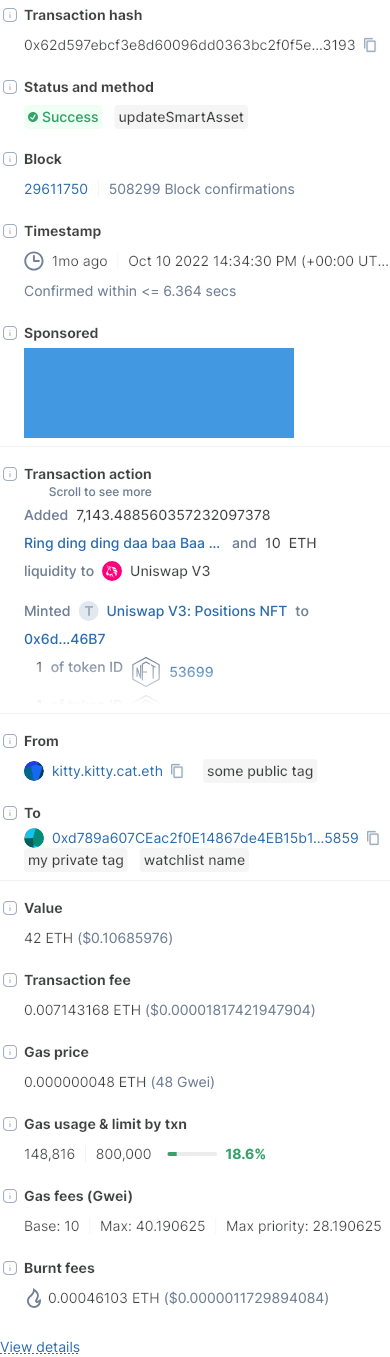 Transaction hash
0x62d597ebcf3e8d60096dd0363bc2f0f5e...3193
Status and method
Success updateSmartAsset
Block
29611750 508299 Block confirmations
Timestamp
1mo ago Oct 10 2022 14:34:30 PM (+00:00 UT...
Confirmed within <= 6.364 secs
Sponsored
Transaction action
Scroll to see more
Added 7,143.488560357232097378
Ring ding ding daa baa Baa ... and 10 ETH
liquidity to Uniswap V3
Minted T Uniswap V3: Positions NFT to
0x6d...46B7
1 of token ID NFT 53699
From
kitty.kitty.cat.eth some public tag
To
0xd789a607CEac2f0E14867de4EB15b1...5859
my private tag watchlist name
Value
42 ETH ($0.10685976)
Transaction fee
0.007143168 ETH ($0.00001817421947904)
Gas price
0.000000048 ETH (48 Gwei)
Gas usage & limit by txn
148,816 800,000 18.6%
Gas fees (Gwei)
Base: 10 Max: 40.190625 Max priority: 28.190625
Burnt fees
0.00046103 ETH ($0.0000011729894084)
View details